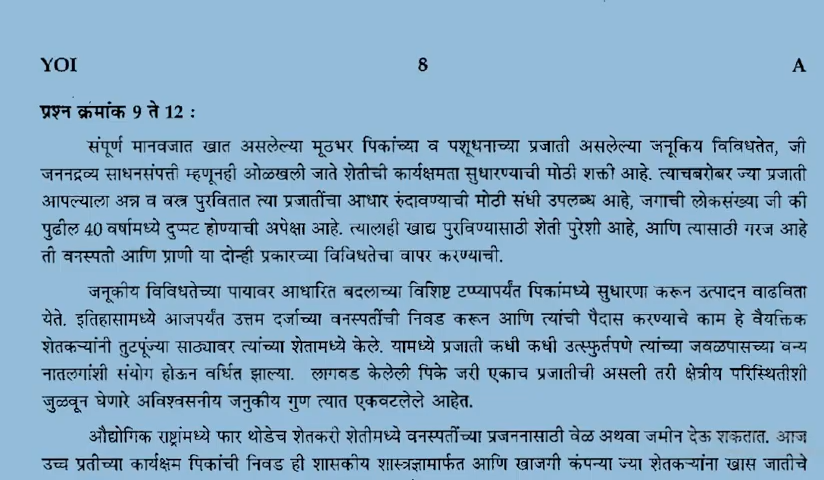 YOI 8 A
प्रश्न क्रमांक 9 ते 12 :
संपूर्ण मानवजात खात असलेल्या मूठभर पिकांच्या व पशूधनाच्या प्रजाती असलेल्या जनूकिय विविधतेत, जी
जननद्रव्य साधनसंपत्ती म्हणूनही ओळखली जाते शेतीची कार्यक्षमता सुधारण्याची मोठी शक्ती आहे. त्याचबरोबर ज्या प्रजाती
आपल्याला अन्न व वस्त्र पुरवितात त्या प्रजातींचा आधार रुंदावण्याची मोठी संधी उपलब्ध आहे, जगाची लोकसंख्या जी की
पुढील 40 वर्षामध्ये दुप्पट होण्याची अपेक्षा आहे. त्यालाही खाद्य पुरविण्यासाठी शेती पुरेशी आहे, आणि त्यासाठी गरज आहे
ती वनस्पती आणि प्राणी या दोन्ही प्रकारच्या विविधतेचा वापर करण्याची.
जनूकीय विविधतेच्या पायावर आधारित बदलाच्या विशिष्ट टप्प्यापर्यंत पिकांमध्ये सुधारणा करून उत्पादन वाढविता
येते. इतिहासामध्ये आजपर्यंत उत्तम दर्जाच्या वनस्पतींची निवड करून आणि त्यांची पैदास करण्याचे काम हे वैयक्तिक
शेतकऱ्यांनी तुटपूंज्या साठ्यावर त्यांच्या शेतामध्ये केले. यामध्ये प्रजाती कधी कधी उत्स्फुर्तपणे त्यांच्या जवळपासच्या वन्य
नातलगांशी संयोग होऊन वर्धित झाल्या. लागवड केलेली पिके जरी एकाच प्रजातीची असली तरी क्षेत्रीय परिस्थितीशी
जुळवून घेणारे अविश्वसनीय जनुकीय गुण त्यात एकवटलेले आहेत.
औद्योगिक राष्ट्रांमध्ये फार थोडेच शेतकरी शेतीमध्ये वनस्पतींच्या प्रजननासाठी वेळ अथवा जमीन देऊ शकतात. आज
उच्च प्रतीच्या कार्यक्षम पिकांची निवड ही शासकीय शास्त्रज्ञामार्फत आणि खाजगी कंपन्या ज्या शेतकऱ्यांना खास जातीचे